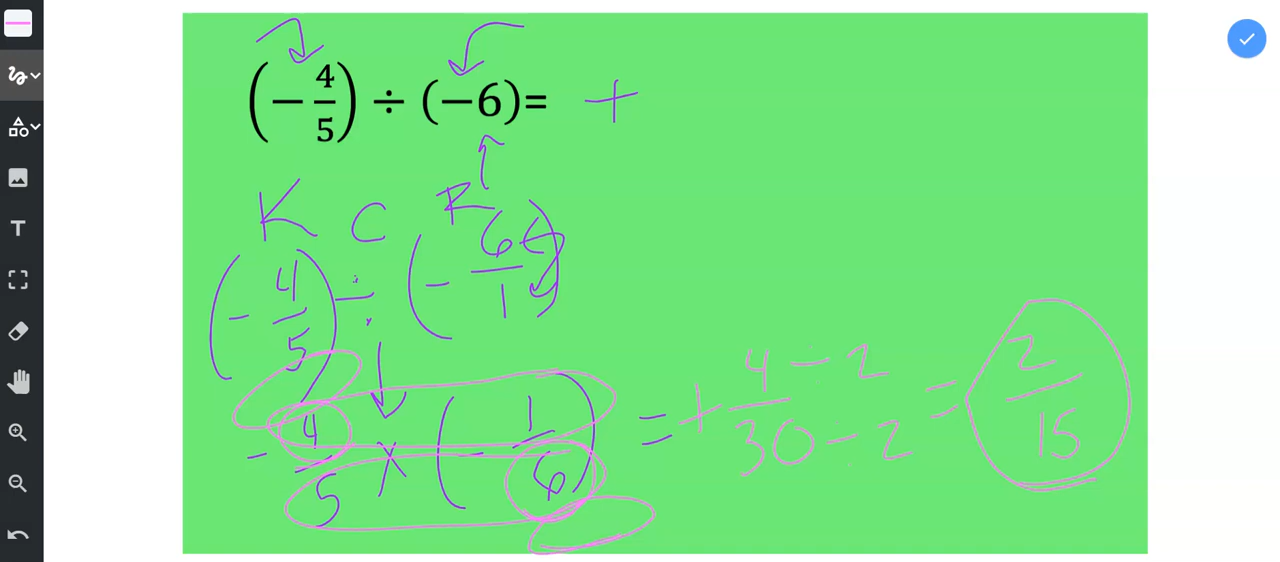 (−4/5) ÷ (−6)= +
K C F
(− 4/5) ÷ (− 6/1)
− 4/5 × (− 1/6) = + 4÷2/30÷2 = 2/15
T